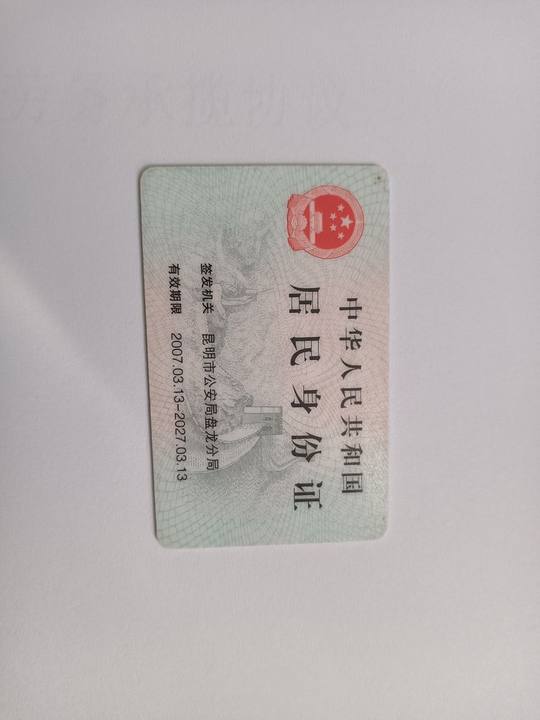 中华人民共和国
居民身份证
签发机关 昆明市公安局盘龙分局
有效期限 2007.03.13-2027.03.13